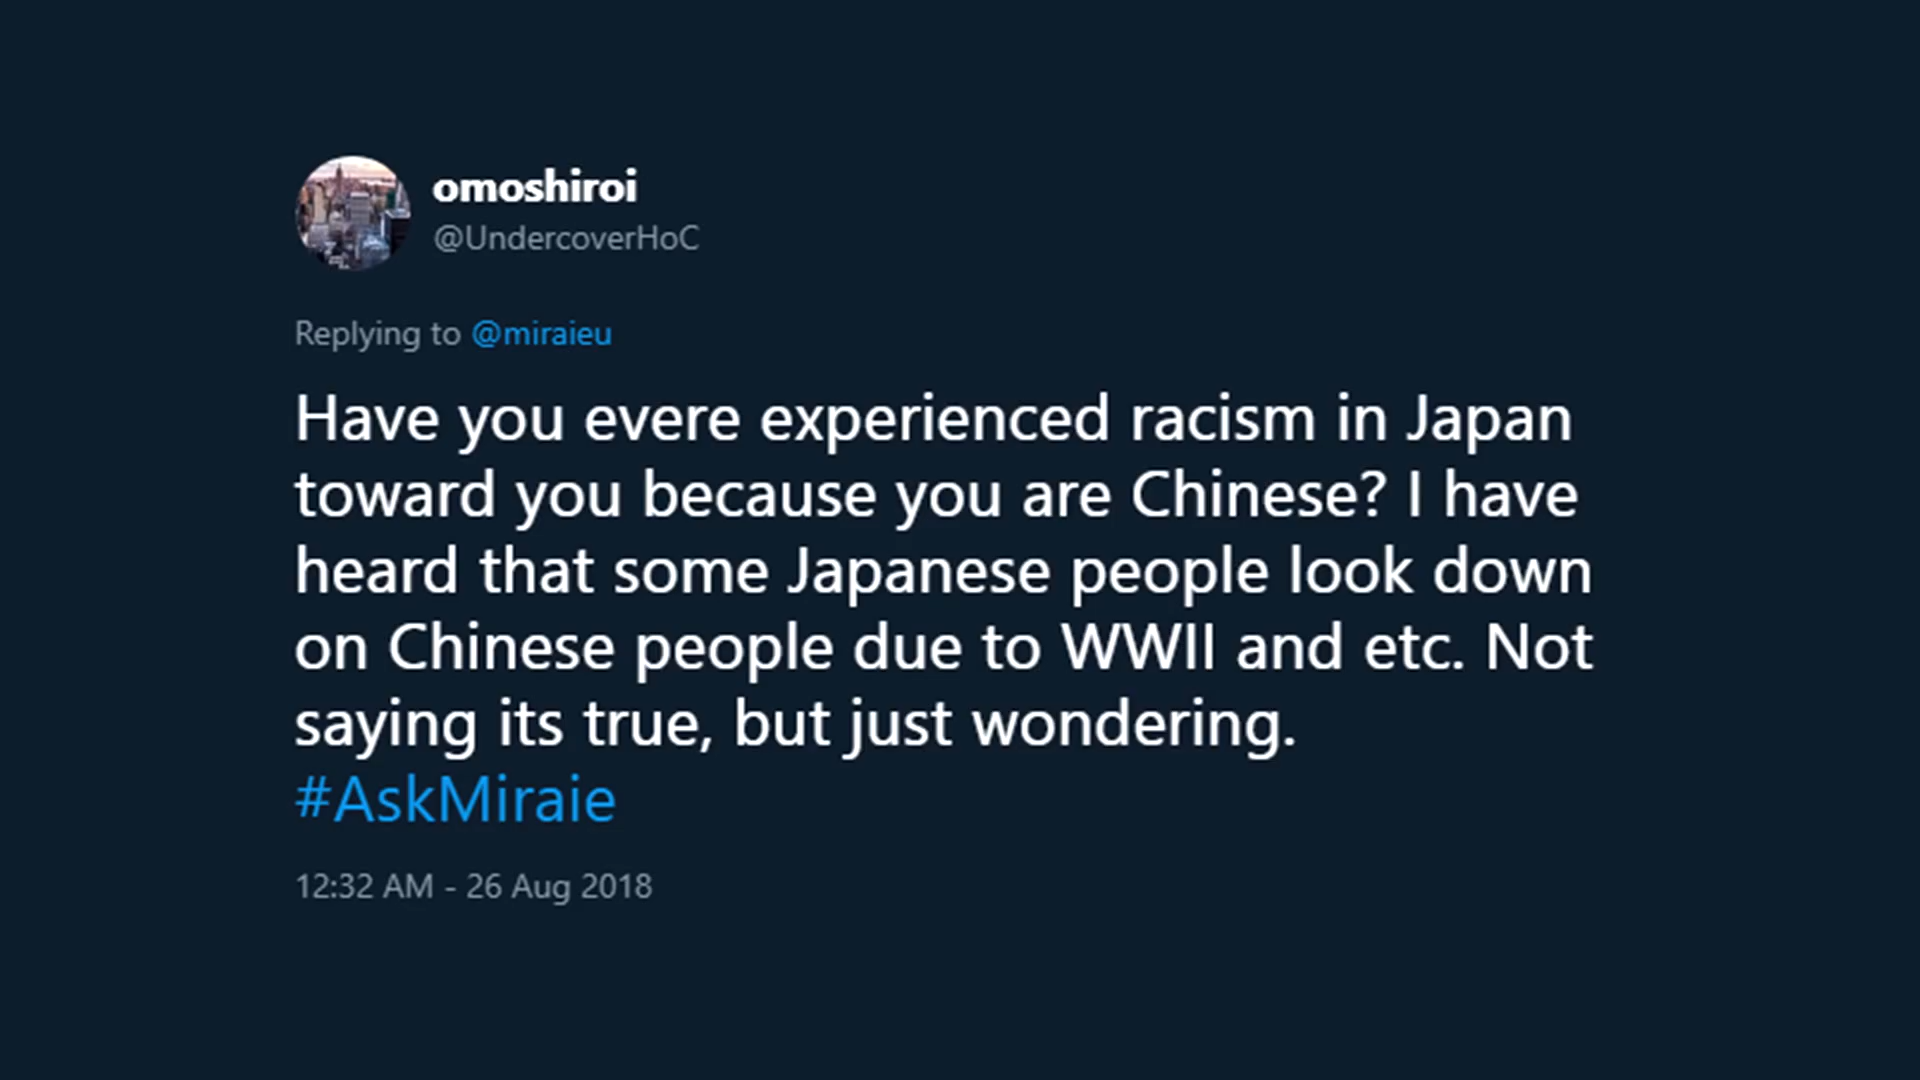 omoshiroi
@UndercoverHoC
Replying to @miraieu
Have you evere experienced racism in Japan
toward you because you are Chinese? I have
heard that some Japanese people look down
on Chinese people due to WWII and etc. Not
saying its true, but just wondering.
#AskMiraie
12:32 AM - 26 Aug 2018